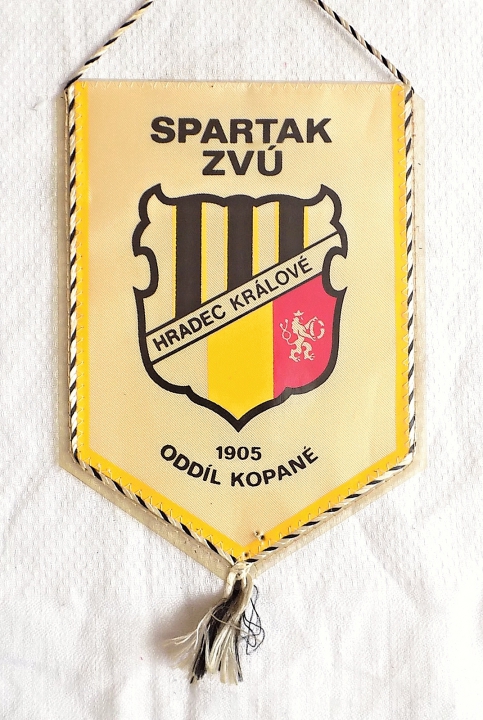 SPARTAK
ZVÚ
HRADEC KRÁLOVÉ
1905
ODDÍL KOPANÉ